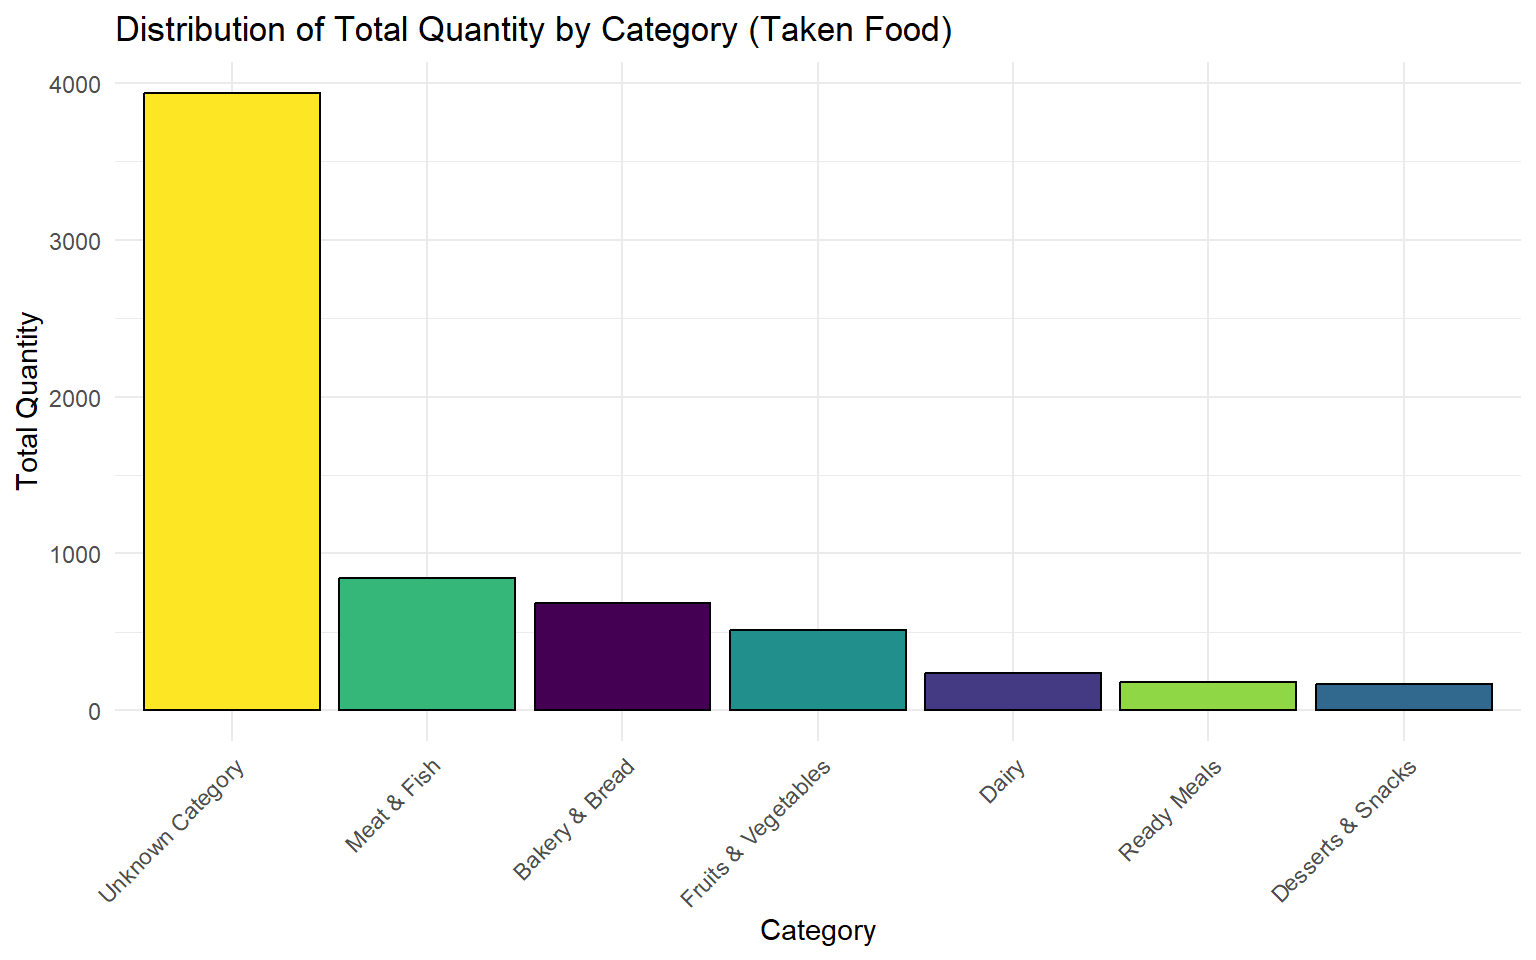 Distribution of Total Quantity by Category (Taken Food)
Total Quantity
4000
3000
2000
1000
0
Unknown Category
Meat & Fish
Bakery & Bread
Fruits & Vegetables
Dairy
Ready Meals
Desserts & Snacks
Category